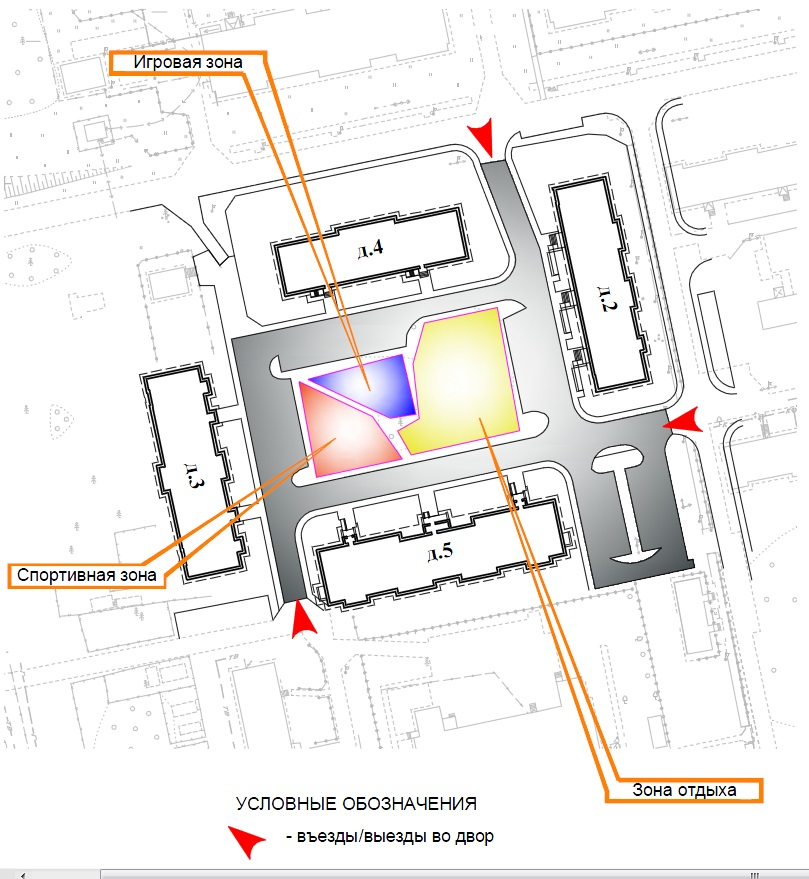 Игровая зона
д.4
д.2
д.3
д.5
Спортивная зона
Зона отдыха
УСЛОВНЫЕ ОБОЗНАЧЕНИЯ
- въезды/выезды во двор